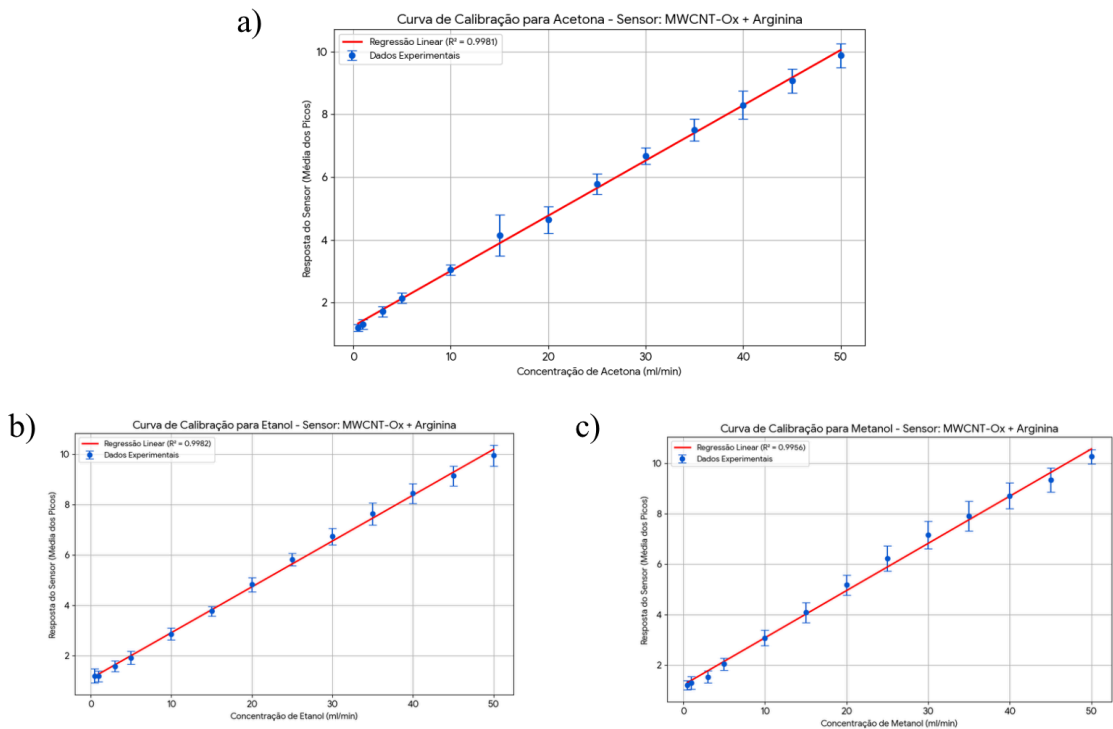 a)
Curva de Calibração para Acetona - Sensor: MWCNT-Ox + Arginina
Regressão Linear (R² = 0.9981)
Dados Experimentais
Resposta do Sensor (Média dos Picos)
10
8
6
4
2
0
10
20
30
40
50
Concentração de Acetona (ml/min)
b)
Curva de Calibração para Etanol - Sensor: MWCNT-Ox + Arginina
Regressão Linear (R² = 0.9982)
Dados Experimentais
Resposta do Sensor (Média dos Picos)
10
8
6
4
2
0
10
20
30
40
50
Concentração de Etanol (ml/min)
c)
Curva de Calibração para Metanol - Sensor: MWCNT-Ox + Arginina
Regressão Linear (R² = 0.9956)
Dados Experimentais
Resposta do Sensor (Média dos Picos)
10
8
6
4
2
0
10
20
30
40
50
Concentração de Metanol (ml/min)